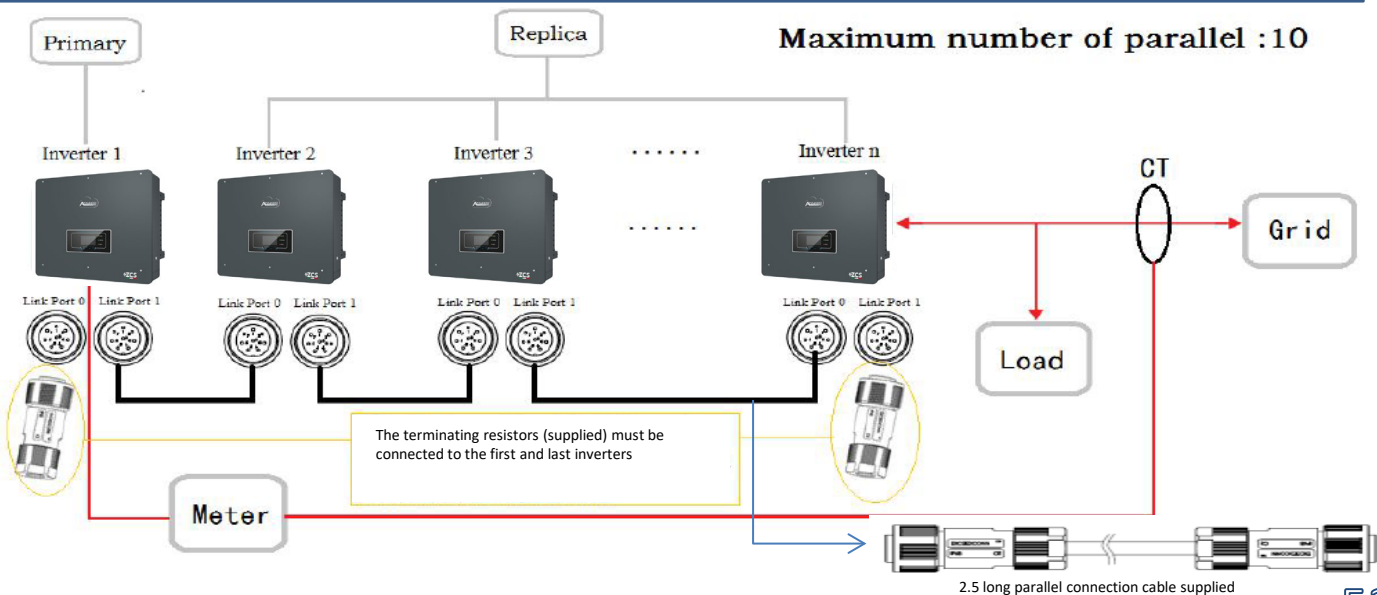 Primary
Replica
Maximum number of parallel :10
Inverter 1
Inverter 2
Inverter 3
......
Inverter n
......
CT
Grid
Link Port 0 Link Port 1
Link Port 0 Link Port 1
Link Port 0 Link Port 1
Link Port 0 Link Port 1
Load
The terminating resistors (supplied) must be
connected to the first and last inverters
Meter
2.5 long parallel connection cable supplied